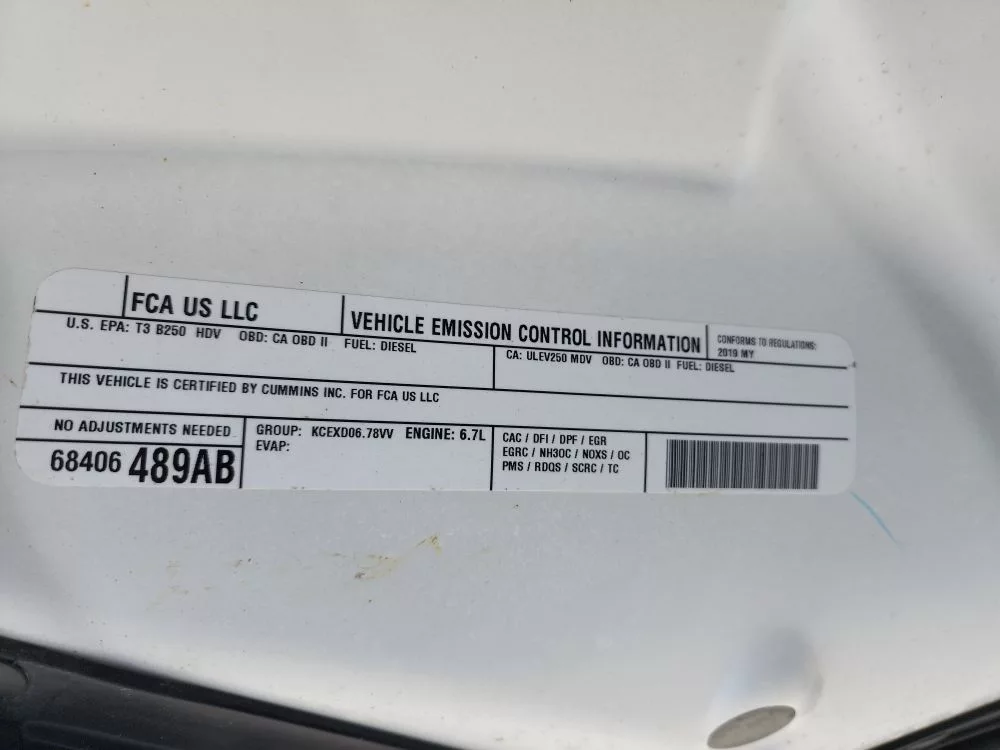 FCA US LLC
VEHICLE EMISSION CONTROL INFORMATION
CONFORMS TO REGULATIONS:
2019 MY
U.S. EPA: T3 B250 HDV OBD: CA OBD II FUEL: DIESEL
CA: ULEV250 MDV OBD: CA OBD II FUEL: DIESEL
THIS VEHICLE IS CERTIFIED BY CUMMINS INC. FOR FCA US LLC
NO ADJUSTMENTS NEEDED
68406 489AB
GROUP: KCEXD06.78VV ENGINE: 6.7L
EVAP:
CAC / DFI / DPF / EGR
EGRC / NH3OC / NOXS / OC
PMS / RDQS / SCRC / TC